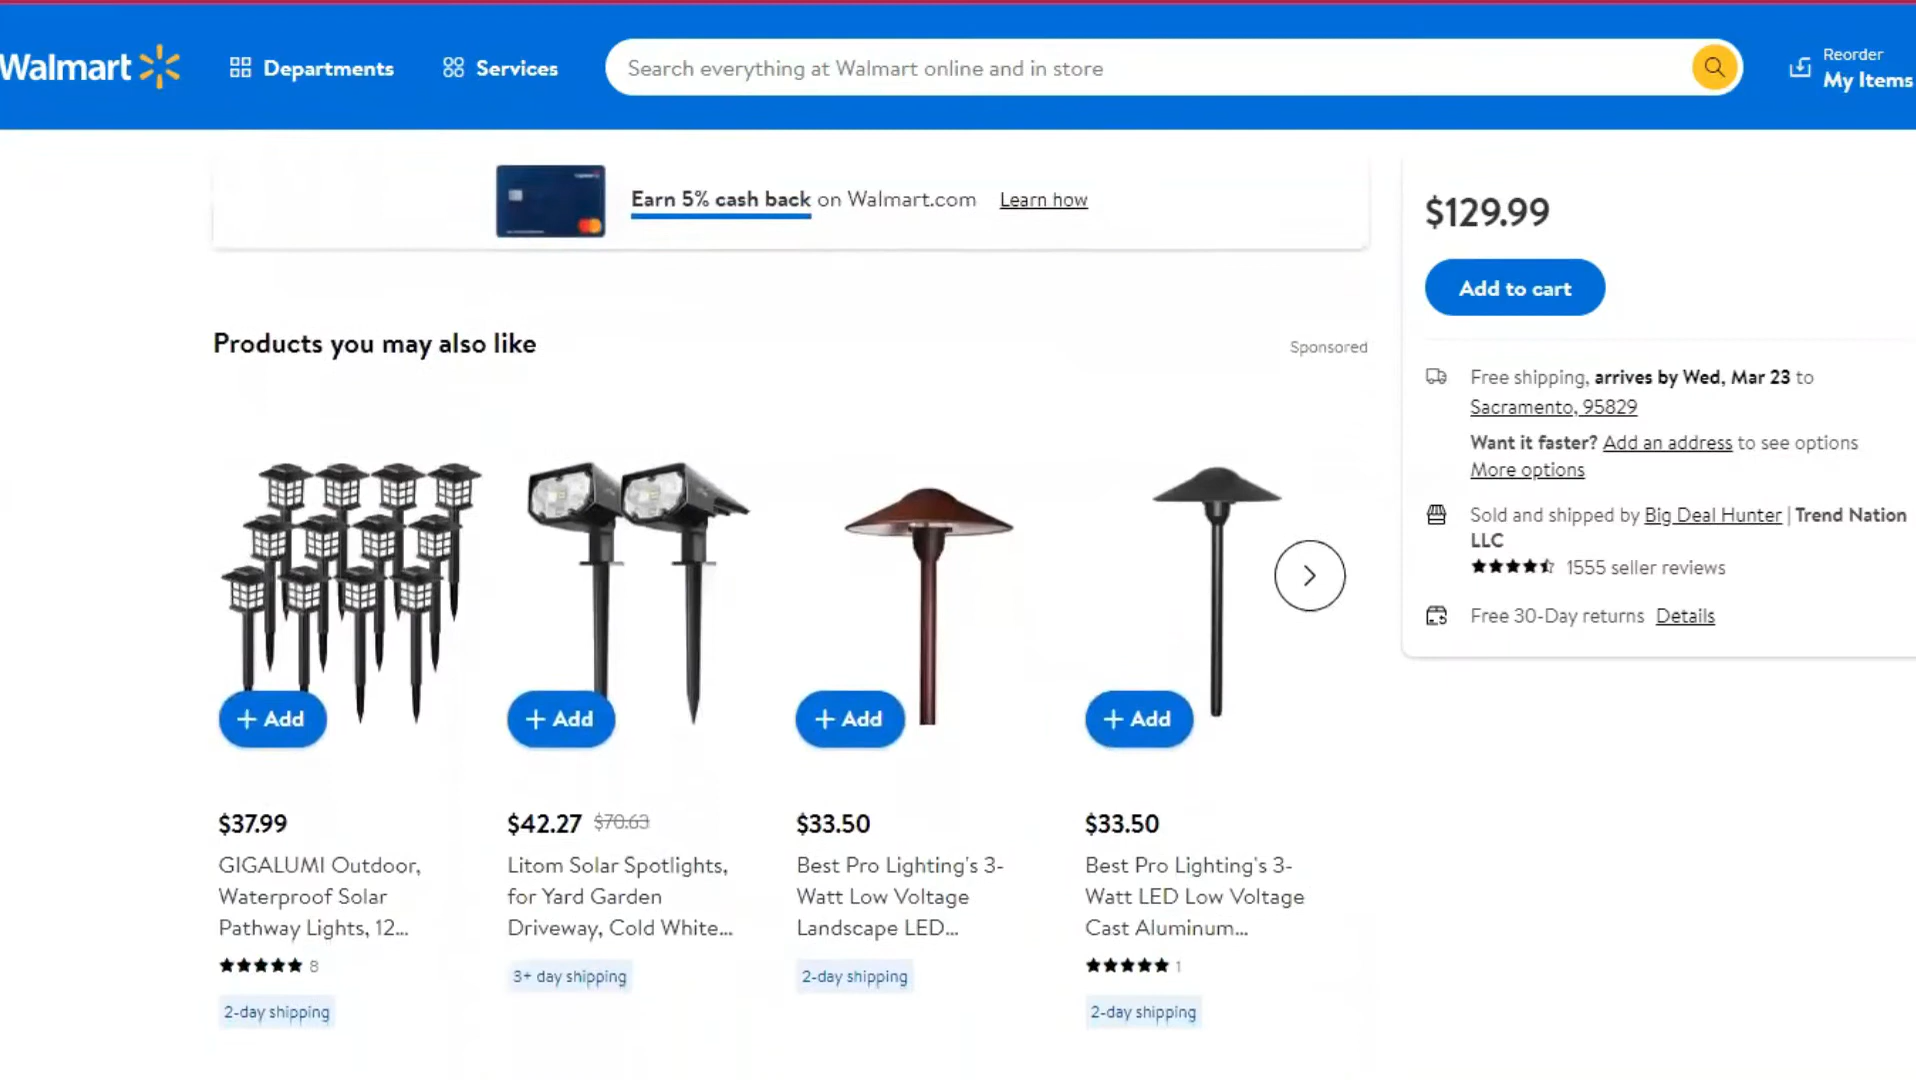 Walmart
Departments
Services
Search everything at Walmart online and in store
Reorder
My Items
Earn 5% cash back on Walmart.com Learn how
$129.99
Add to cart
Products you may also like
Sponsored
Free shipping, arrives by Wed, Mar 23 to
Sacramento, 95829
Want it faster? Add an address to see options
More options
Sold and shipped by Big Deal Hunter | Trend Nation
LLC
1555 seller reviews
Free 30-Day returns Details
+ Add
+ Add
+ Add
+ Add
$37.99
GIGALUMI Outdoor,
Waterproof Solar
Pathway Lights, 12...
8
2-day shipping
$42.27 $70.63
Litom Solar Spotlights,
for Yard Garden
Driveway, Cold White...
3+ day shipping
$33.50
Best Pro Lighting's 3-
Watt Low Voltage
Landscape LED...
2-day shipping
$33.50
Best Pro Lighting's 3-
Watt LED Low Voltage
Cast Aluminum...
1
2-day shipping